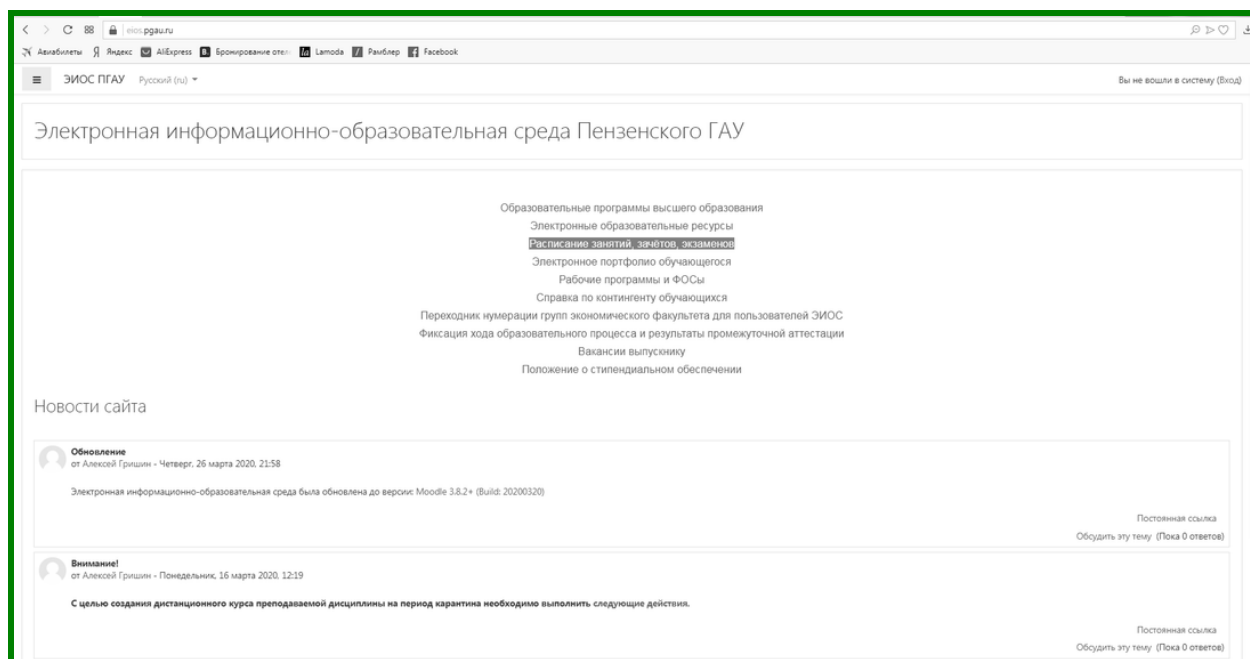 eios.pgau.ru
Авиабилеты Яндекс AliExpress Бронирование отел Lamoda Рамблер Facebook
ЭИОС ПГАУ Русский (ru) Вы не вошли в систему (Вход)
Электронная информационно-образовательная среда Пензенского ГАУ
Образовательные программы высшего образования
Электронные образовательные ресурсы
Расписание занятий, зачётов, экзаменов
Электронное портфолио обучающегося
Рабочие программы и ФОСы
Справка по контингенту обучающихся
Переходник нумерации групп экономического факультета для пользователей ЭИОС
Фиксация хода образовательного процесса и результаты промежуточной аттестации
Вакансии выпускнику
Положение о стипендиальном обеспечении
Новости сайта
Обновление
от Алексей Гришин - Четверг, 26 марта 2020, 21:58
Электронная информационно-образовательная среда была обновлена до версии: Moodle 3.8.2+ (Build: 20200320)
Постоянная ссылка
Обсудить эту тему (Пока 0 ответов)
Внимание!
от Алексей Гришин - Понедельник, 16 марта 2020, 12:19
С целью создания дистанционного курса преподаваемой дисциплины на период карантина необходимо выполнить следующие действия.
Постоянная ссылка
Обсудить эту тему (Пока 0 ответов)